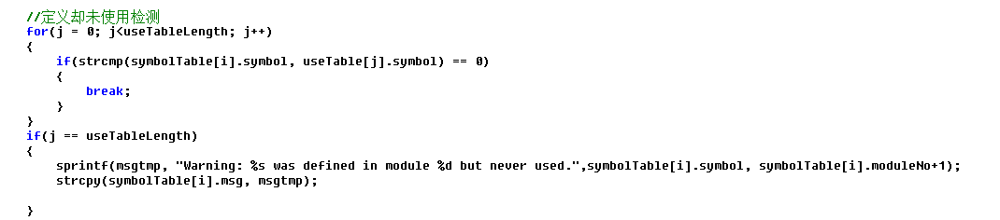 //定义却未使用检测
for(j = 0; j<useTableLength; j++)
{
    if(strcmp(symbolTable[i].symbol, useTable[j].symbol) == 0)
    {
        break;
    }
}
if(j == useTableLength)
{
    sprintf(msgtmp, "Warning: %s was defined in module %d but never used.",symbolTable[i].symbol, symbolTable[i].moduleNo+1);
    strcpy(symbolTable[i].msg, msgtmp);
}